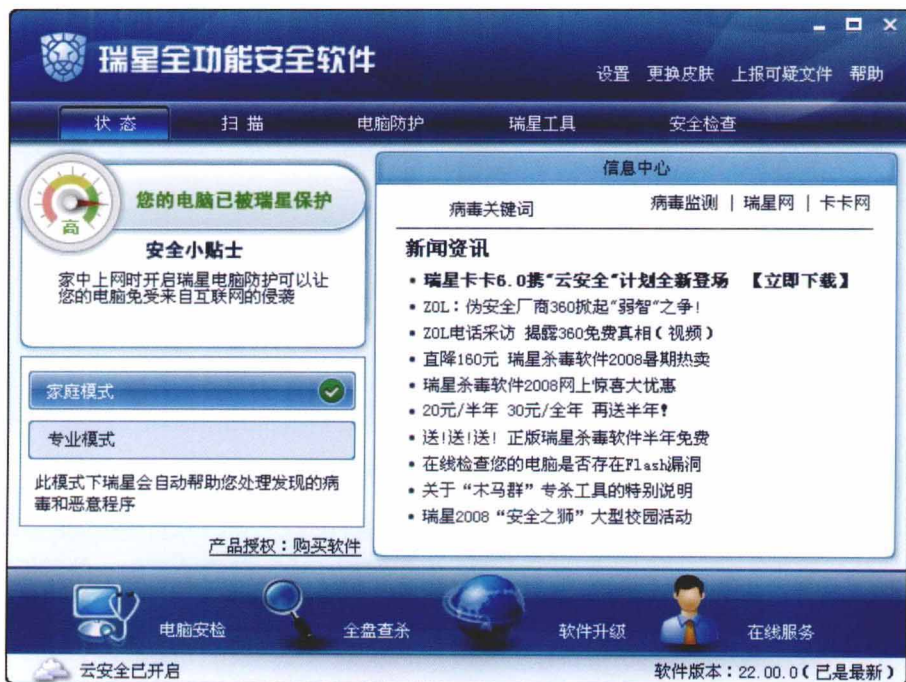 瑞星全功能安全软件
设置 更换皮肤 上报可疑文件 帮助
状态 扫描 电脑防护 瑞星工具 安全检查
高
您的电脑已被瑞星保护
安全小贴士
家中上网时开启瑞星电脑防护可以让
您的电脑免受来自互联网的侵袭
家庭模式
专业模式
此模式下瑞星会自动帮助您处理发现的病
毒和恶意程序
产品授权：购买软件
信息中心
病毒关键词 病毒监测 | 瑞星网 | 卡卡网
新闻资讯
• 瑞星卡卡6.0携"云安全"计划全新登场 【立即下载】
• ZOL：伪安全厂商360掀起"弱智"之争!
• ZOL电话采访 揭露360免费真相(视频)
• 直降160元 瑞星杀毒软件2008暑期热卖
• 瑞星杀毒软件2008网上惊喜大优惠
• 20元/半年 30元/全年 再送半年!
• 送!送!送! 正版瑞星杀毒软件半年免费
• 在线检查您的电脑是否存在Flash漏洞
• 关于“木马群”专杀工具的特别说明
• 瑞星2008“安全之狮”大型校园活动
电脑安检 全盘查杀 软件升级 在线服务
云安全已开启
软件版本：22.00.0(已是最新)